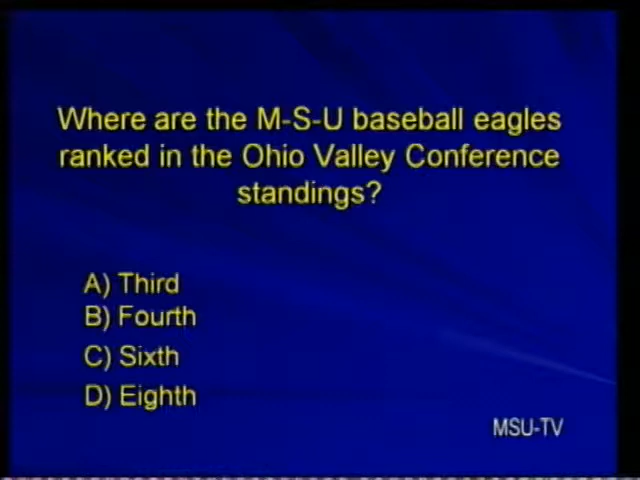 Where are the M-S-U baseball eagles
ranked in the Ohio Valley Conference
standings?
A) Third
B) Fourth
C) Sixth
D) Eighth
MSU-TV